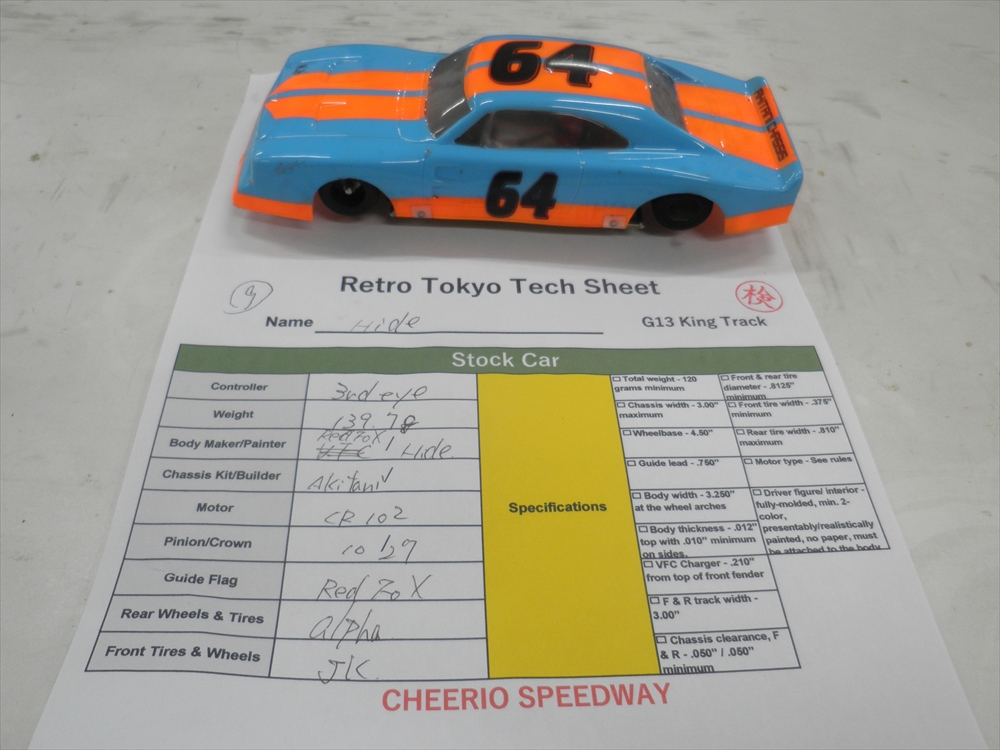 64
64
Retro Tokyo Tech Sheet
検
Name Hide
G13 King Track
Stock Car
Controller 3rd eye
Weight 139.7g
Body Maker/Painter Red Fox / Hide
Chassis Kit/Builder Akitani
Motor CR 102
Pinion/Crown 10 / 27
Guide Flag Red Fox
Rear Wheels & Tires alpha
Front Tires & Wheels JK
Specifications
☐ Total weight - 120
grams minimum
☐ Chassis width - 3.00"
maximum
☐ Wheelbase - 4.50"
☐ Guide lead - .750"
☐ Body width - 3.250"
at the wheel arches
☐ Body thickness - .012"
top with .010" minimum
on sides.
☐ VFC Charger - .210"
from top of front fender
☐ F & R track width -
3.00"
☐ Chassis clearance, F
& R - .050" / .050"
minimum
☐ Front & rear tire
diameter - .8125"
minimum
☐ Front tire width - .375"
minimum
☐ Rear tire width - .810"
maximum
☐ Motor type - See rules
☐ Driver figure/ interior -
fully-molded, min. 2-
color,
presentably/realistically
painted, no paper, must
be attached to the body
CHEERIO SPEEDWAY